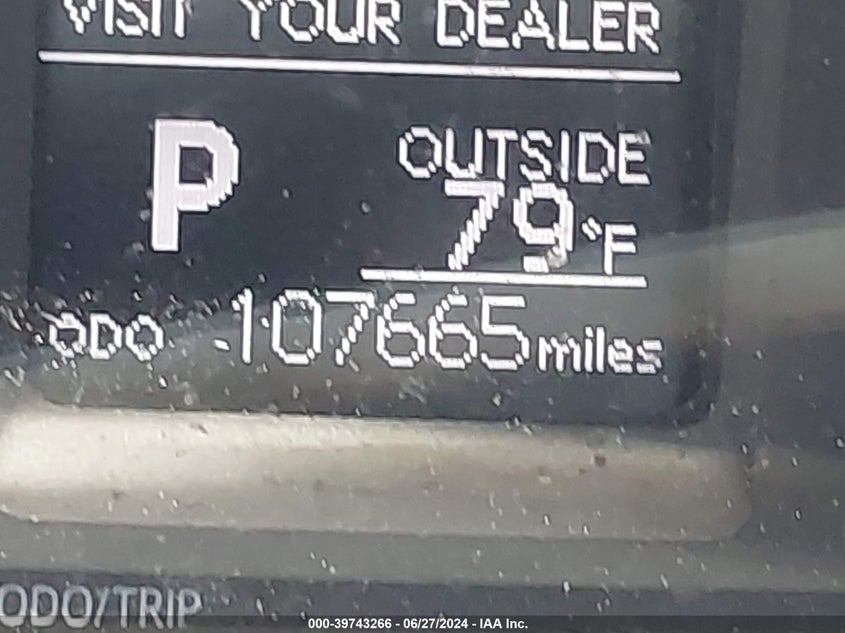 VISIT YOUR DEALER
P
OUTSIDE
79°F
ODO 107665 miles
ODO/TRIP
000-39743266 - 06/27/2024 - IAA Inc.